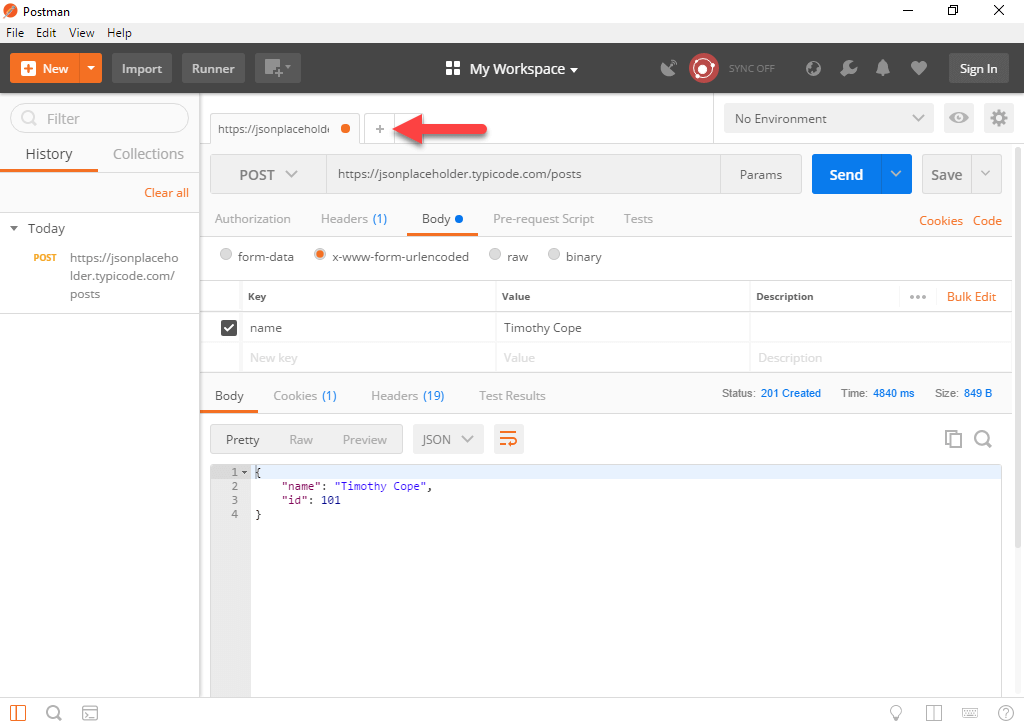 Postman
File Edit View Help
New Import Runner My Workspace SYNC OFF Sign In
Filter
History Collections
Clear all
Today
POST https://jsonplaceho
lder.typicode.com/
posts
https://jsonplaceholde + No Environment
POST https://jsonplaceholder.typicode.com/posts Params Send Save
Authorization Headers (1) Body Pre-request Script Tests Cookies Code
form-data x-www-form-urlencoded raw binary
Key Value Description ••• Bulk Edit
name Timothy Cope
New key Value Description
Body Cookies (1) Headers (19) Test Results Status: 201 Created Time: 4840 ms Size: 849 B
Pretty Raw Preview JSON
1 {
2 "name": "Timothy Cope",
3 "id": 101
4 }